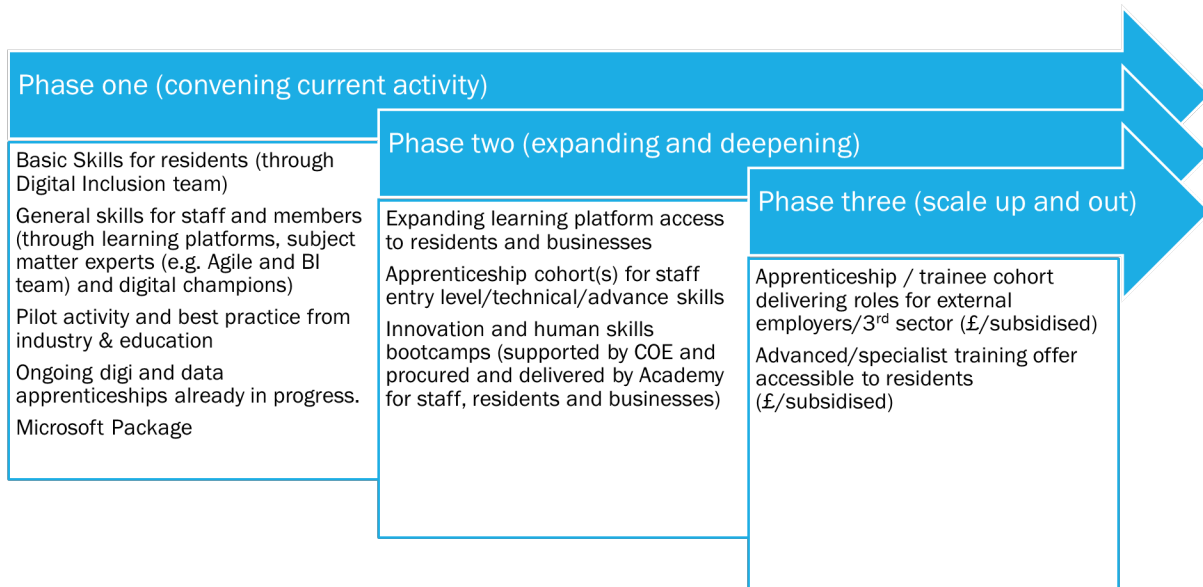 Phase one (convening current activity)
Basic Skills for residents (through
Digital Inclusion team)
General skills for staff and members
(through learning platforms, subject
matter experts (e.g. Agile and BI
team) and digital champions)
Pilot activity and best practice from
industry & education
Ongoing digi and data
apprenticeships already in progress.
Microsoft Package
Phase two (expanding and deepening)
Expanding learning platform access
to residents and businesses
Apprenticeship cohort(s) for staff
entry level/technical/advance skills
Innovation and human skills
bootcamps (supported by COE and
procured and delivered by Academy
for staff, residents and businesses)
Phase three (scale up and out)
Apprenticeship / trainee cohort
delivering roles for external
employers/3rd sector (£/subsidised)
Advanced/specialist training offer
accessible to residents
(£/subsidised)